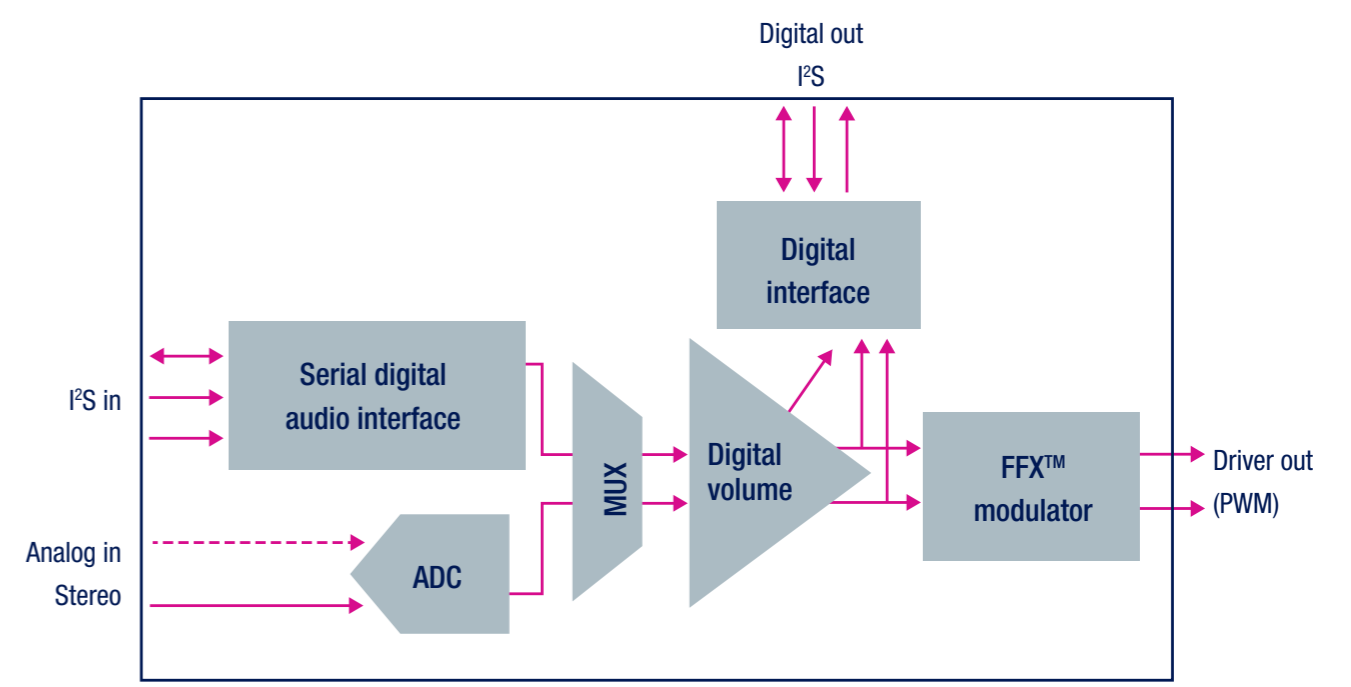 Digital out
I²S
Digital
interface
Serial digital
audio interface
I²S in
MUX
Digital
volume
FFX™
modulator
Driver out
(PWM)
Analog in
Stereo
ADC